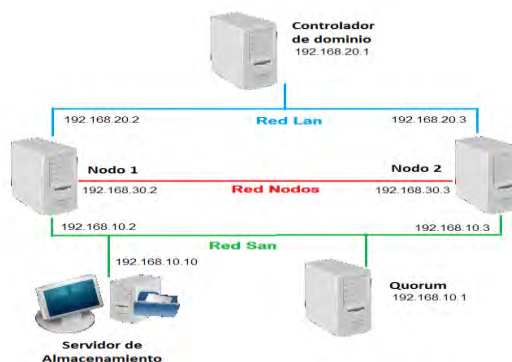 Controlador
de dominio
192.168.20.1
192.168.20.2
Red Lan
192.168.20.3
Nodo 1
Nodo 2
192.168.30.2
Red Nodos
192.168.30.3
192.168.10.2
Red San
192.168.10.3
192.168.10.10
Quorum
192.168.10.1
Servidor de
Almacenamiento